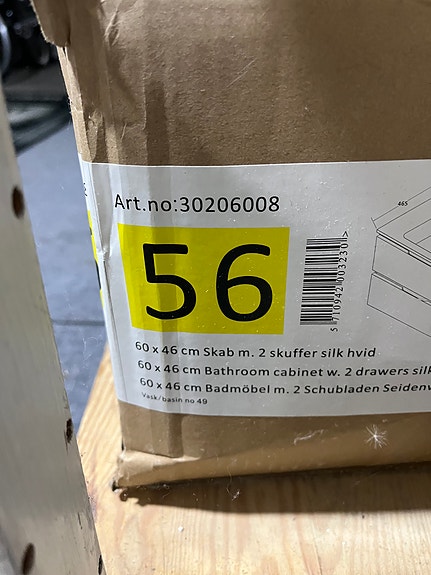 Art.no:30206008
465
56
5 710942 003230
60 x 46 cm Skab m. 2 skuffer silk hvid
60 x 46 cm Bathroom cabinet w. 2 drawers silk
60 x 46 cm Badmöbel m. 2 Schubladen
Vask/basin no 49